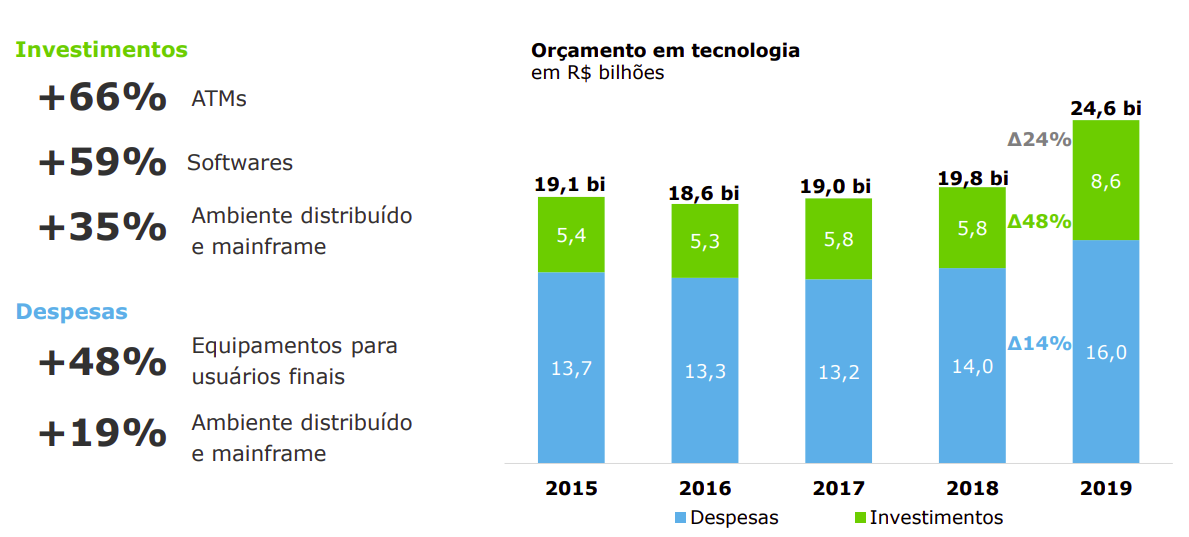 Investimentos
+66% ATMs
+59% Softwares
+35% Ambiente distribuído
e mainframe
Despesas
+48% Equipamentos para
usuários finais
+19% Ambiente distribuído
e mainframe
Orçamento em tecnologia
em R$ bilhões
24,6 bi
Δ24%
19,1 bi
18,6 bi
19,0 bi
19,8 bi
8,6
5,4
5,3
5,8
5,8
Δ48%
13,7
13,3
13,2
14,0
Δ14%
16,0
2015 2016 2017 2018 2019
Despesas Investimentos